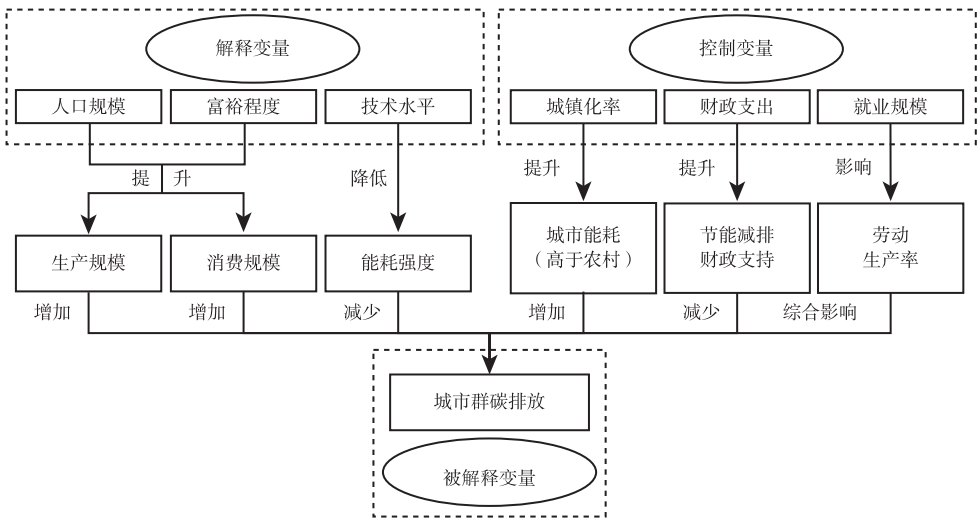 解释变量
控制变量
人口规模
富裕程度
技术水平
城镇化率
财政支出
就业规模
提 升
降低
提升
提升
影响
生产规模
消费规模
能耗强度
城市能耗
（高于农村）
节能减排
财政支持
劳动
生产率
增加
增加
减少
增加
减少
综合影响
城市群碳排放
被解释变量